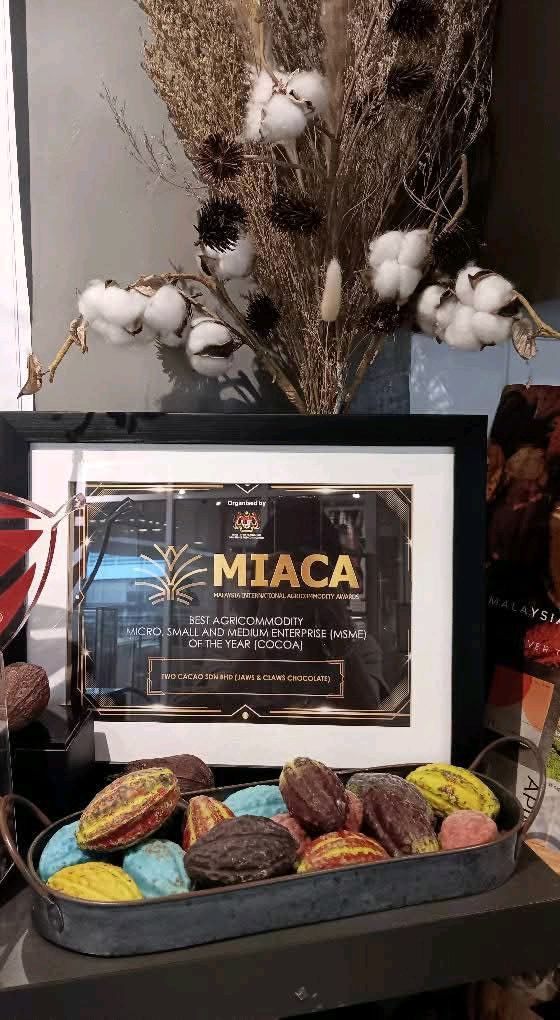 Organised by
MIACA
MALAYSIA INTERNATIONAL AGRICOMMODITY AWARDS
BEST AGRICOMMODITY
MICRO, SMALL AND MEDIUM ENTERPRISE (MSME)
OF THE YEAR (COCOA)
TWO CACAO SDN BHD (JAWS & CLAWS CHOCOLATE)
MALAYSIA